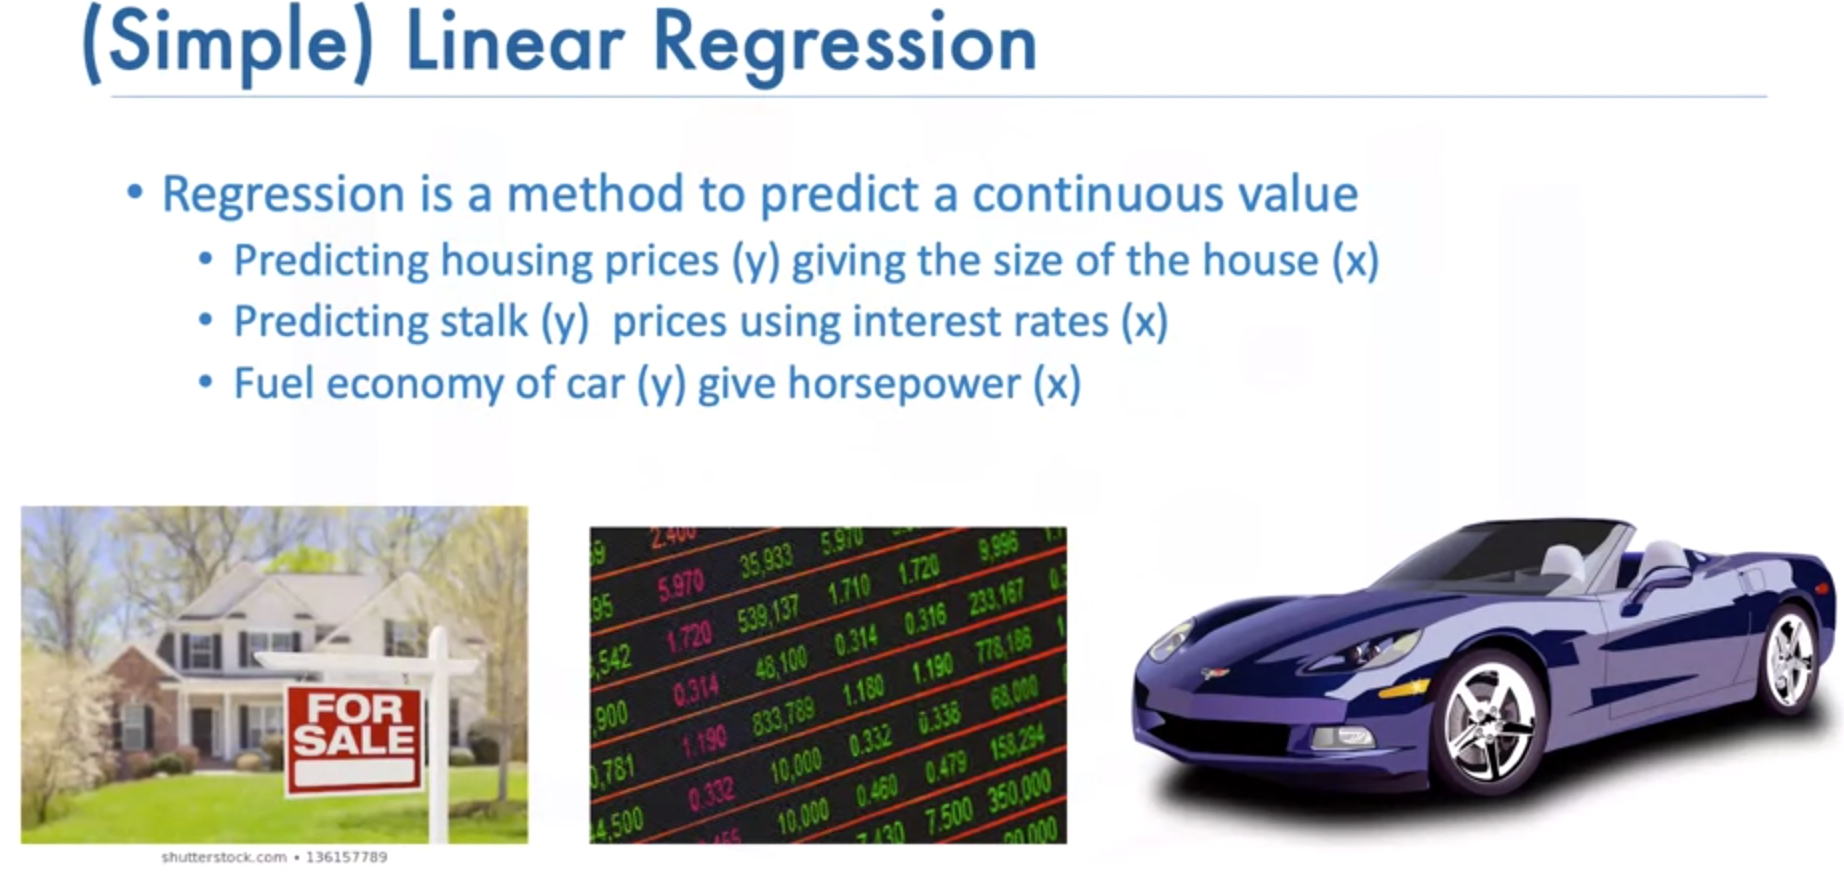 (Simple) Linear Regression
• Regression is a method to predict a continuous value
• Predicting housing prices (y) giving the size of the house (x)
• Predicting stalk (y) prices using interest rates (x)
• Fuel economy of car (y) give horsepower (x)
FOR
SALE
shutterstock.com • 136157789
2.400 5.970
5.970 35,933 1.720 9,996
95 1.720 539,137 1.710 0.316 233,167
,542 0.314 48,100 0.314 1.190 778,186
,900 1.190 833,789 1.180 0.338 68,000
0,781 0.332 10,000 0.332 0.479 158,294
4,500 10,000 0.460 7.500 350,000